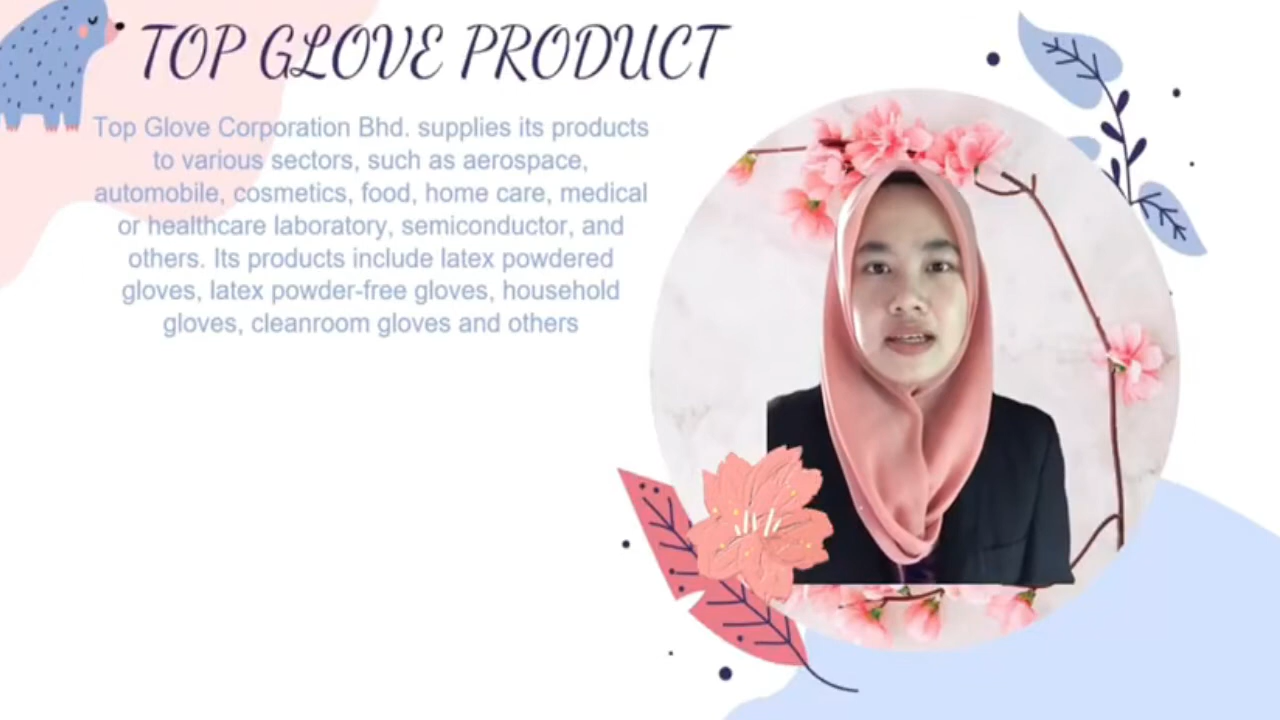 TOP GLOVE PRODUCT
Top Glove Corporation Bhd. supplies its products
to various sectors, such as aerospace,
automobile, cosmetics, food, home care, medical
or healthcare laboratory, semiconductor, and
others. Its products include latex powdered
gloves, latex powder-free gloves, household
gloves, cleanroom gloves and others